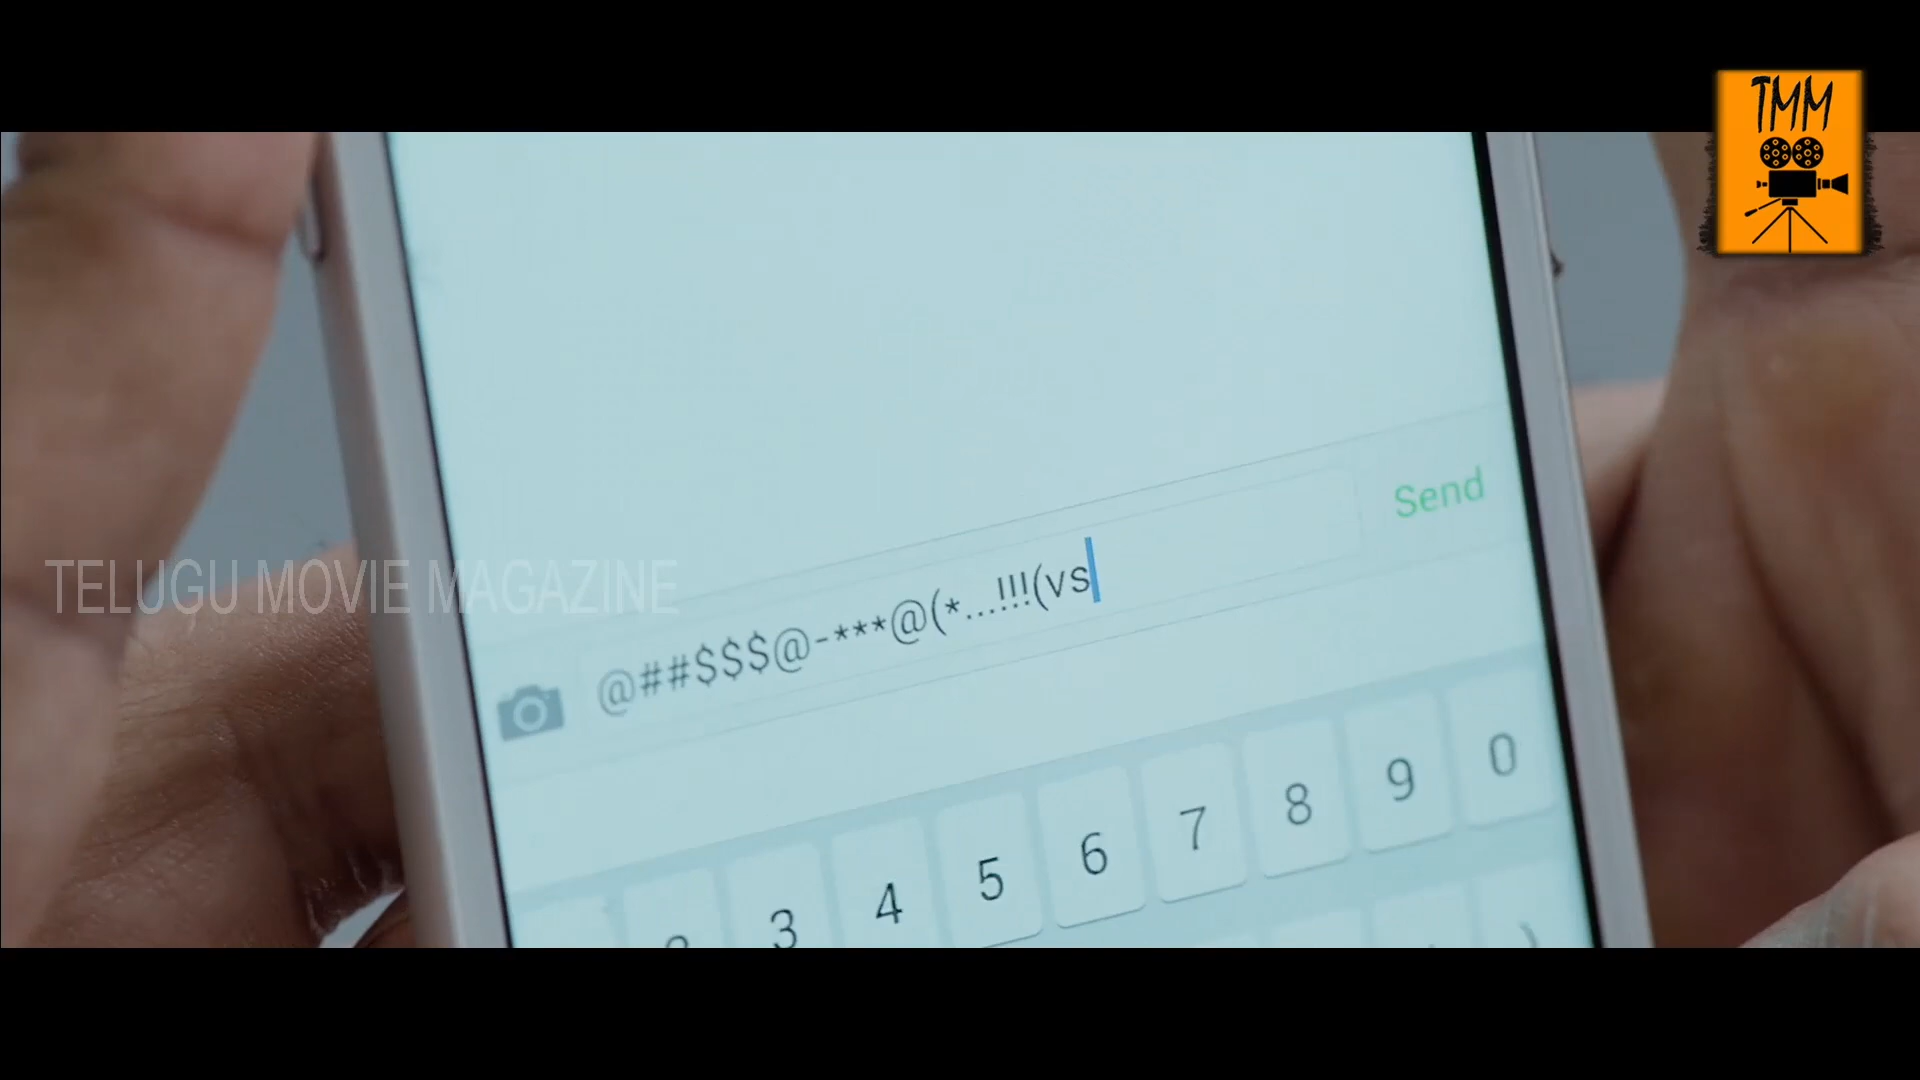 TMM
Send
@##$$$@-***@(*...!!!(vs
TELUGU MOVIE MAGAZINE
3 4 5 6 7 8 9 0